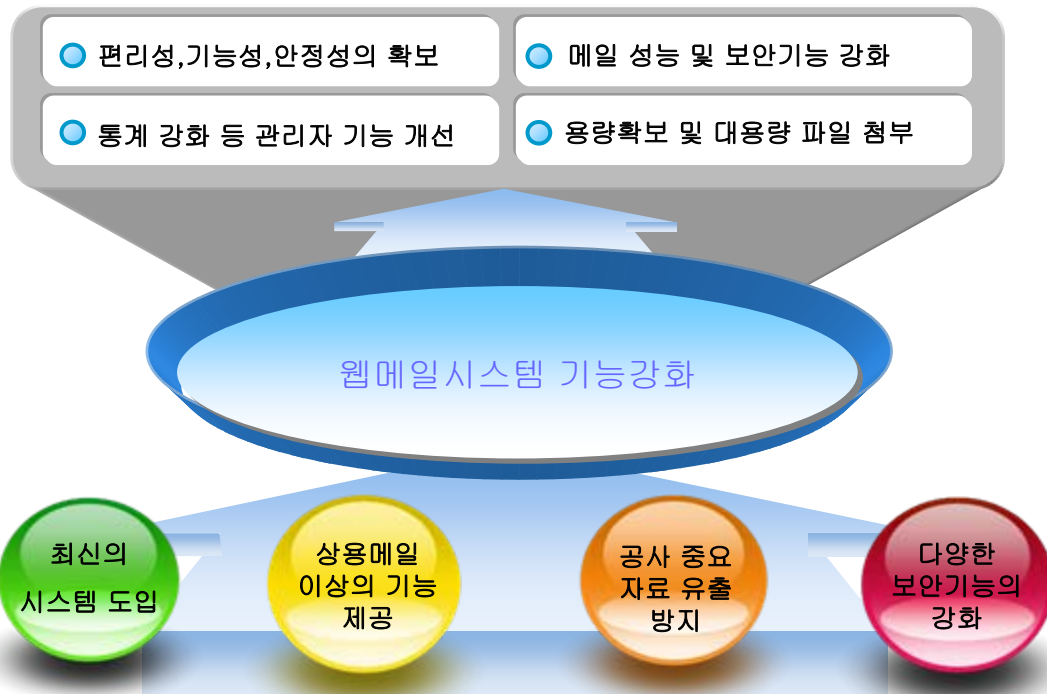 편리성,기능성,안정성의 확보
메일 성능 및 보안기능 강화
통계 강화 등 관리자 기능 개선
용량확보 및 대용량 파일 첨부
웹메일시스템 기능강화
최신의
시스템 도입
상용메일
이상의 기능
제공
공사 중요
자료 유출
방지
다양한
보안기능의
강화